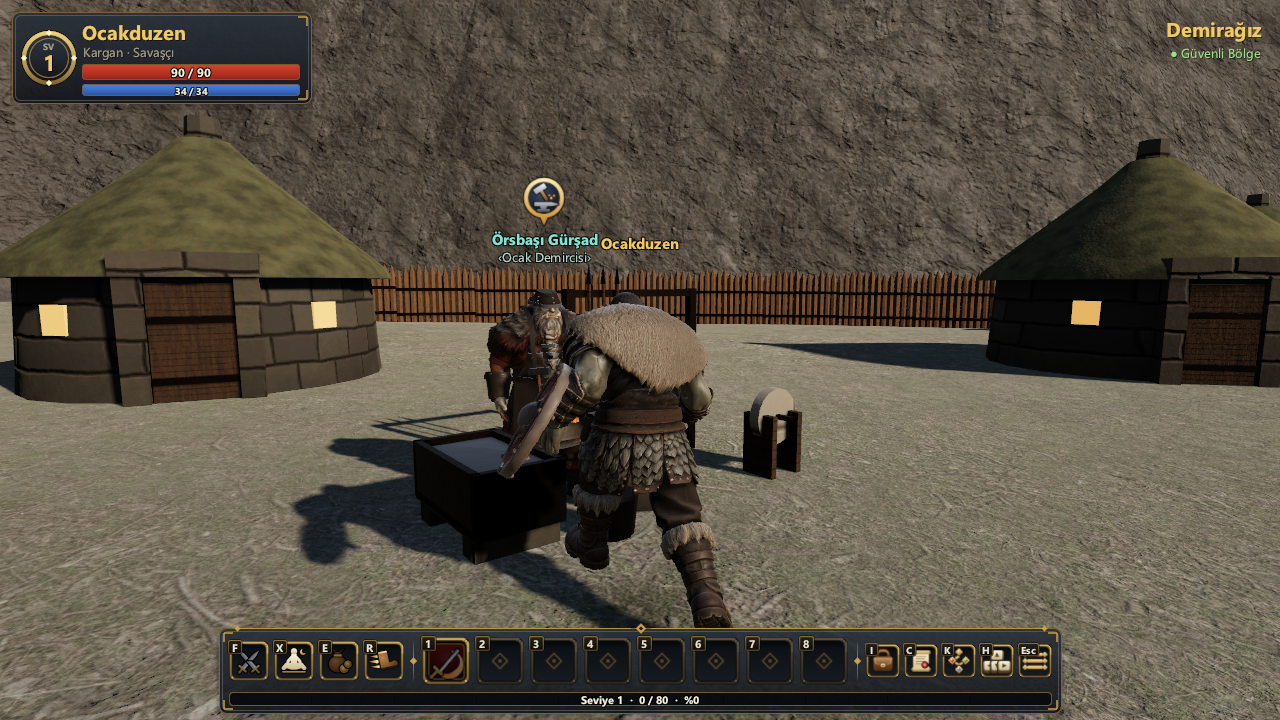 SV
1
Ocakduzen
Kargan · Savaşçı
90 / 90
34 / 34
Demirağız
Güvenli Bölge
Örsbaşı Gürşad
Ocakduzen
‹Ocak Demircisi›
F
X
E
R
1
2
3
4
5
6
7
8
I
C
K
H
Esc
Seviye 1 · 0 / 80 · %0